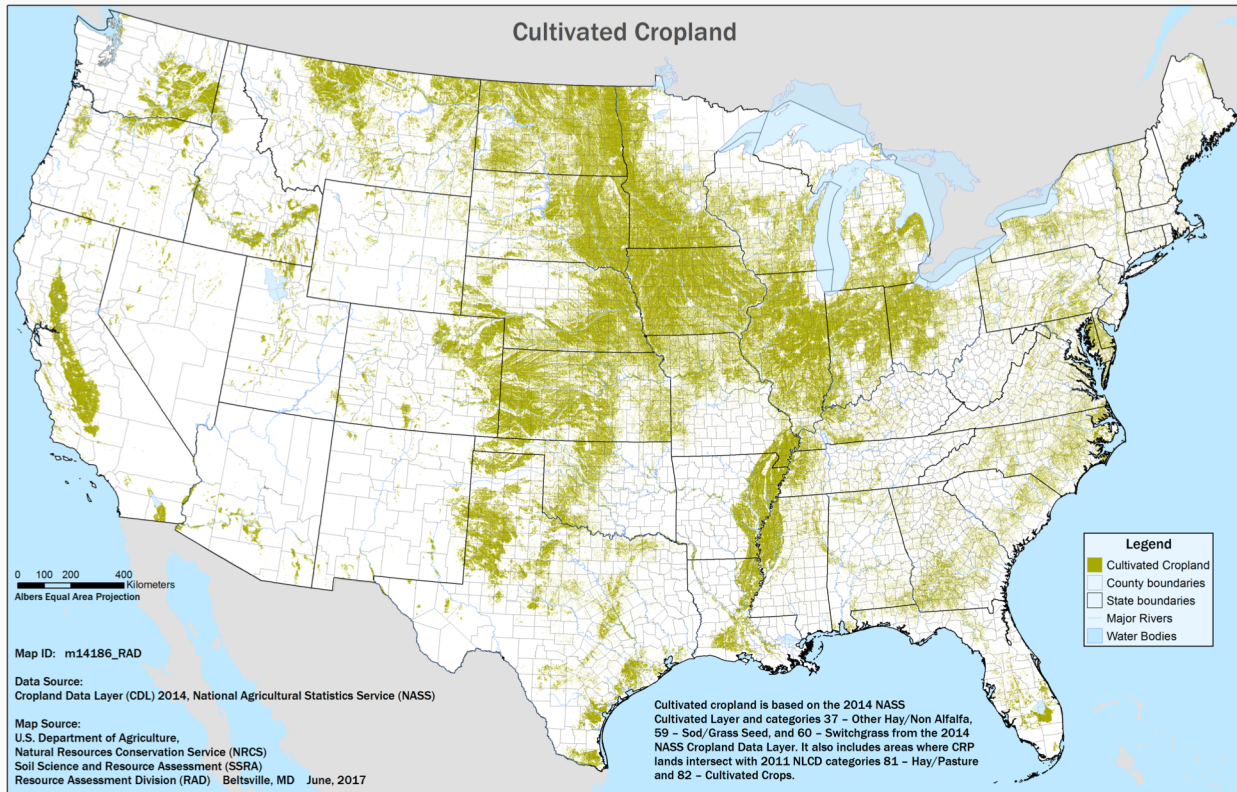 Cultivated Cropland
0 100 200 400
Kilometers
Albers Equal Area Projection
Map ID: m14186_RAD
Data Source:
Cropland Data Layer (CDL) 2014, National Agricultural Statistics Service (NASS)
Map Source:
U.S. Department of Agriculture,
Natural Resources Conservation Service (NRCS)
Soil Science and Resource Assessment (SSRA)
Resource Assessment Division (RAD) Beltsville, MD June, 2017
Cultivated cropland is based on the 2014 NASS
Cultivated Layer and categories 37 – Other Hay/Non Alfalfa,
59 – Sod/Grass Seed, and 60 – Switchgrass from the 2014
NASS Cropland Data Layer. It also includes areas where CRP
lands intersect with 2011 NLCD categories 81 – Hay/Pasture
and 82 – Cultivated Crops.
Legend
Cultivated Cropland
County boundaries
State boundaries
Major Rivers
Water Bodies